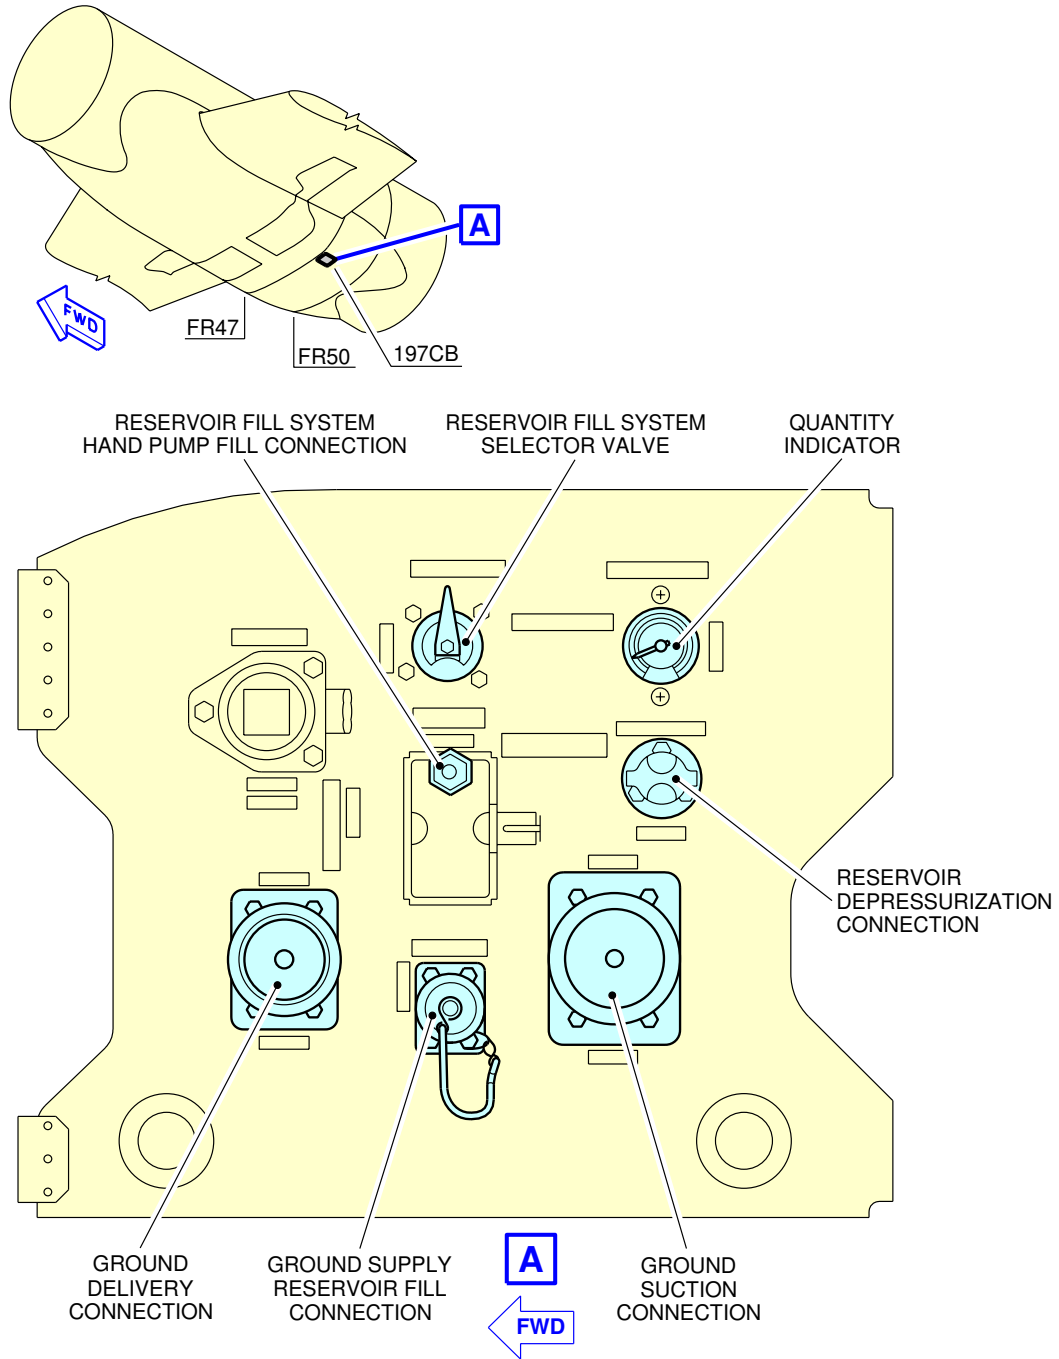 A
FWD
FR47
FR50
197CB
RESERVOIR FILL SYSTEM
HAND PUMP FILL CONNECTION
RESERVOIR FILL SYSTEM
SELECTOR VALVE
QUANTITY
INDICATOR
RESERVOIR
DEPRESSURIZATION
CONNECTION
GROUND
DELIVERY
CONNECTION
GROUND SUPPLY
RESERVOIR FILL
CONNECTION
A
FWD
GROUND
SUCTION
CONNECTION